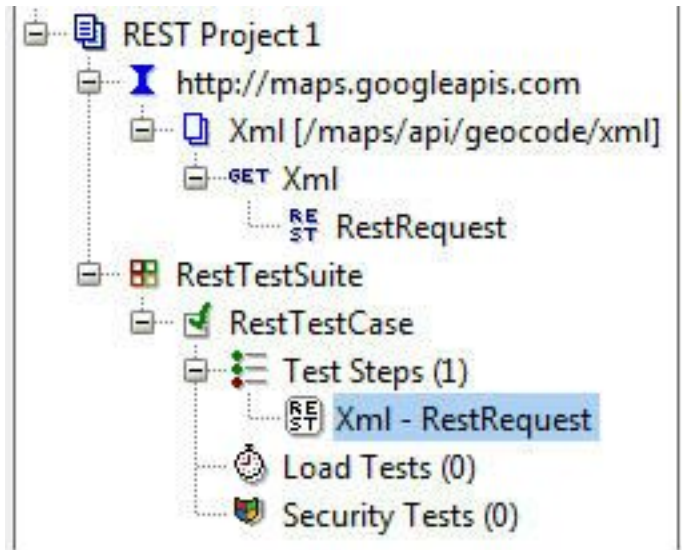 REST Project 1
http://maps.googleapis.com
Xml [/maps/api/geocode/xml]
GET Xml
RE
ST RestRequest
RestTestSuite
RestTestCase
Test Steps (1)
RE
ST Xml - RestRequest
Load Tests (0)
Security Tests (0)